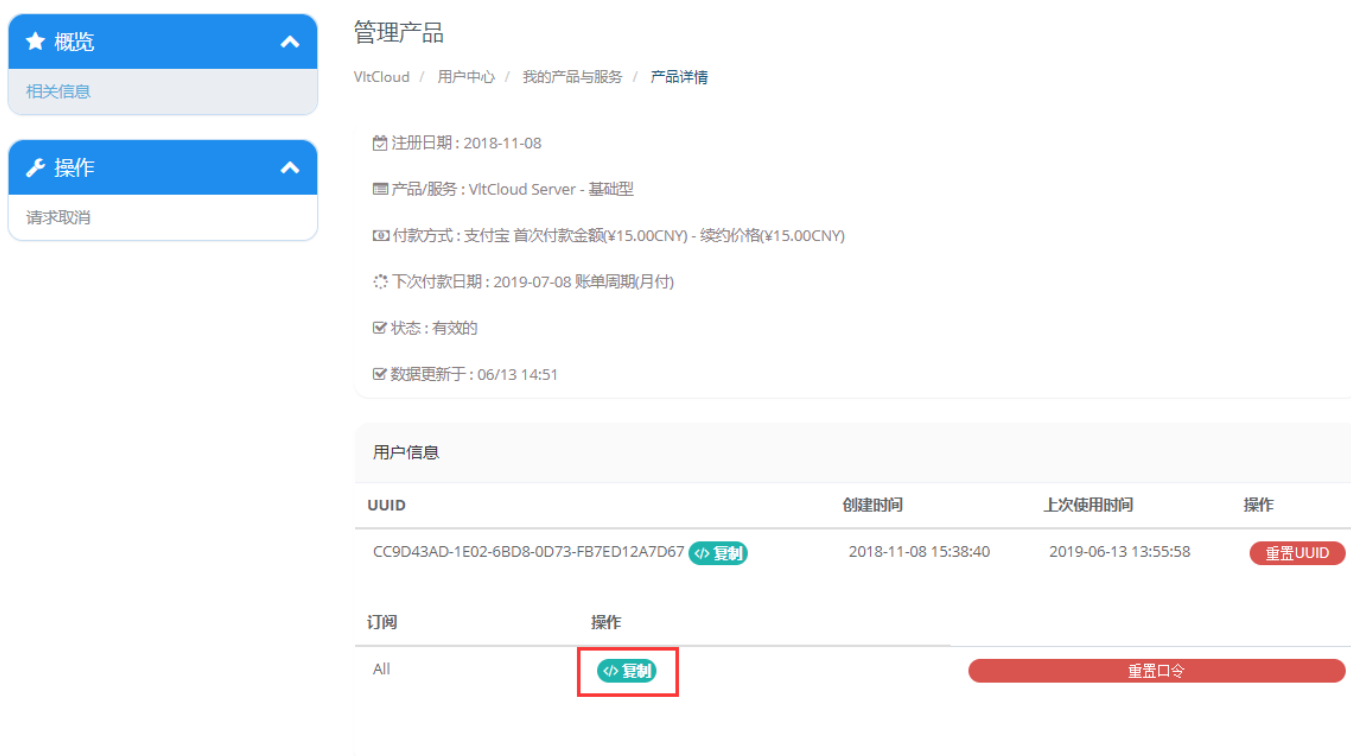 概览
相关信息
操作
请求取消
管理产品
VltCloud / 用户中心 / 我的产品与服务 / 产品详情
注册日期 : 2018-11-08
产品/服务 : VltCloud Server - 基础型
付款方式 : 支付宝 首次付款金额(¥15.00CNY) - 续约价格(¥15.00CNY)
下次付款日期 : 2019-07-08 账单周期(月付)
状态 : 有效的
数据更新于 : 06/13 14:51
用户信息
UUID 创建时间 上次使用时间 操作
CC9D43AD-1E02-6BD8-0D73-FB7ED12A7D67 </> 复制 2018-11-08 15:38:40 2019-06-13 13:55:58 重置UUID
订阅 操作
All </> 复制 重置口令